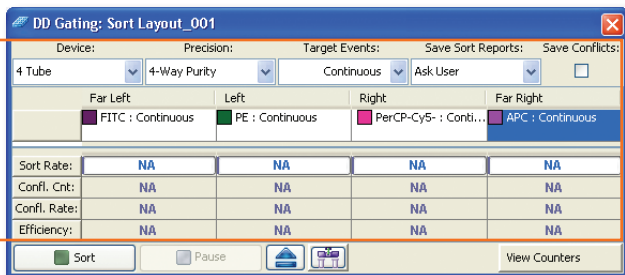 DD Gating: Sort Layout_001
Device: Precision: Target Events: Save Sort Reports: Save Conflicts:
4 Tube 4-Way Purity Continuous Ask User
Far Left Left Right Far Right
FITC : Continuous PE : Continuous PerCP-Cy5- : Conti... APC : Continuous
Sort Rate: NA NA NA NA
Confl. Cnt: NA NA NA NA
Confl. Rate: NA NA NA NA
Efficiency: NA NA NA NA
Sort Pause View Counters